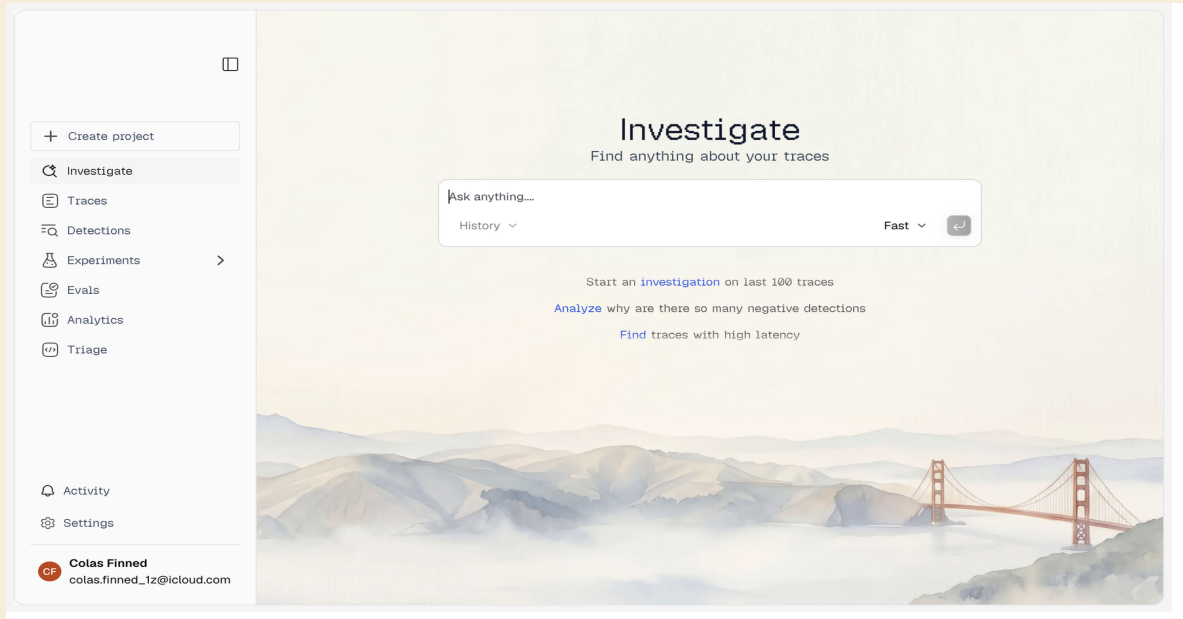 Create project
Investigate
Traces
Detections
Experiments
Evals
Analytics
Triage
Activity
Settings
CF
Colas Finned
colas.finned_1z@icloud.com
Investigate
Find anything about your traces
Ask anything....
History
Fast
Start an investigation on last 100 traces
Analyze why are there so many negative detections
Find traces with high latency